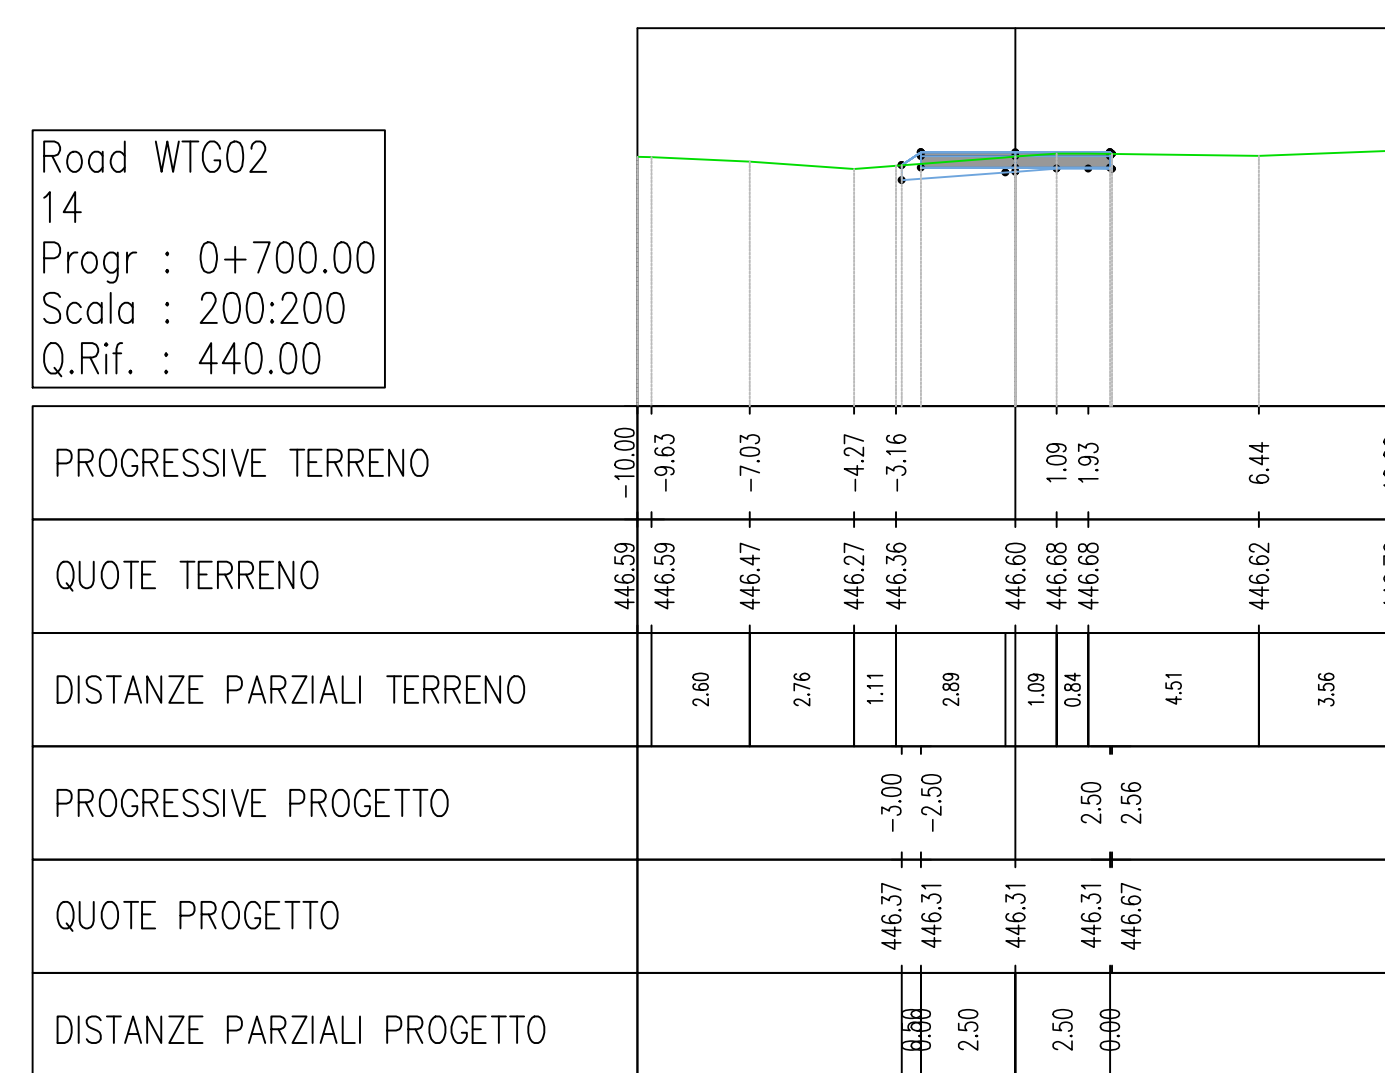 Road WTG02
14
Progr : 0+700.00
Scala : 200:200
Q.Rif. : 440.00
PROGRESSIVE TERRENO -10.00 -9.63 -7.03 -4.27 -3.16 1.09 1.93 6.44
QUOTE TERRENO 446.59 446.59 446.47 446.27 446.36 446.60 446.68 446.68 446.62
DISTANZE PARZIALI TERRENO 2.60 2.76 1.11 2.89 1.09 0.84 4.51 3.56
PROGRESSIVE PROGETTO -3.00 -2.50 2.50 2.56
QUOTE PROGETTO 446.37 446.31 446.31 446.31 446.67
DISTANZE PARZIALI PROGETTO 0.50 0.00 2.50 2.50 0.00